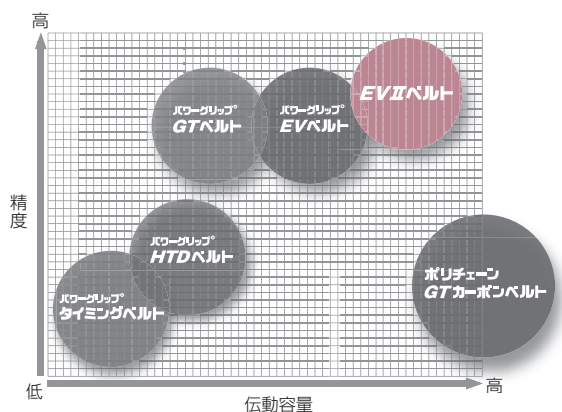 高
EVⅡベルト
パワーグリップ®
GTベルト
パワーグリップ®
EVベルト
精度
パワーグリップ®
HTDベルト
ポリチェーン
GTカーボンベルト
パワーグリップ®
タイミングベルト
低
高
伝動容量